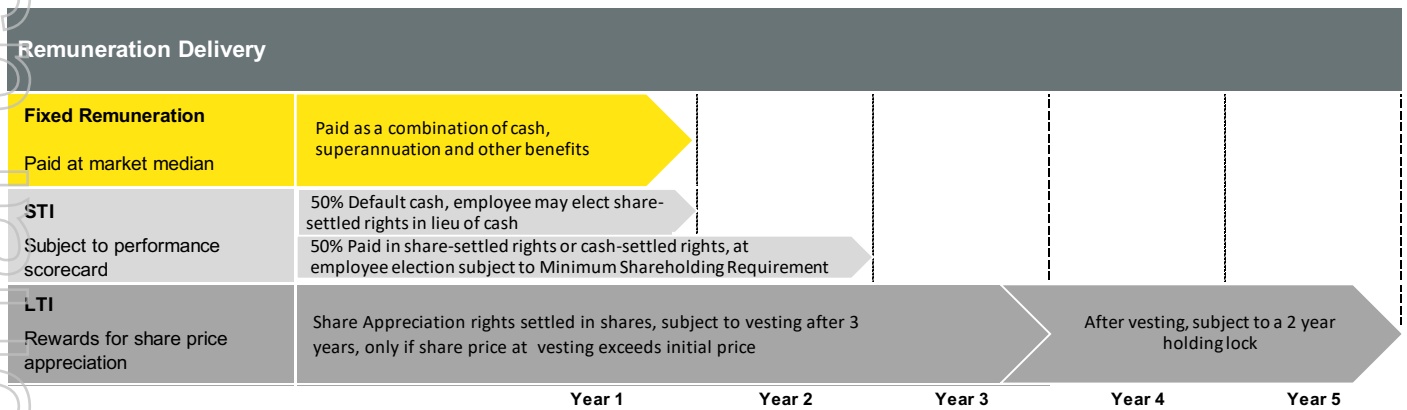 Remuneration Delivery
Fixed Remuneration
Paid at market median
Paid as a combination of cash,
superannuation and other benefits
STI
Subject to performance
scorecard
50% Default cash, employee may elect share-
settled rights in lieu of cash
50% Paid in share-settled rights or cash-settled rights, at
employee election subject to Minimum Shareholding Requirement
LTI
Rewards for share price
appreciation
Share Appreciation rights settled in shares, subject to vesting after 3
years, only if share price at vesting exceeds initial price
After vesting, subject to a 2 year
holding lock
Year 1 Year 2 Year 3 Year 4 Year 5